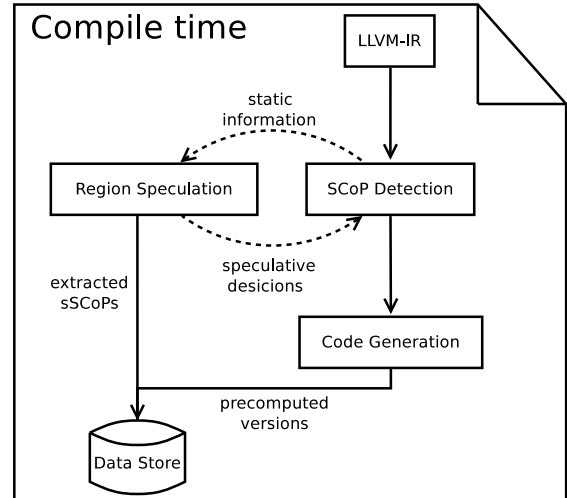 Compile time
LLVM-IR
static
information
Region Speculation
SCoP Detection
speculative
desicions
extracted
sSCoPs
Code Generation
precomputed
versions
Data Store